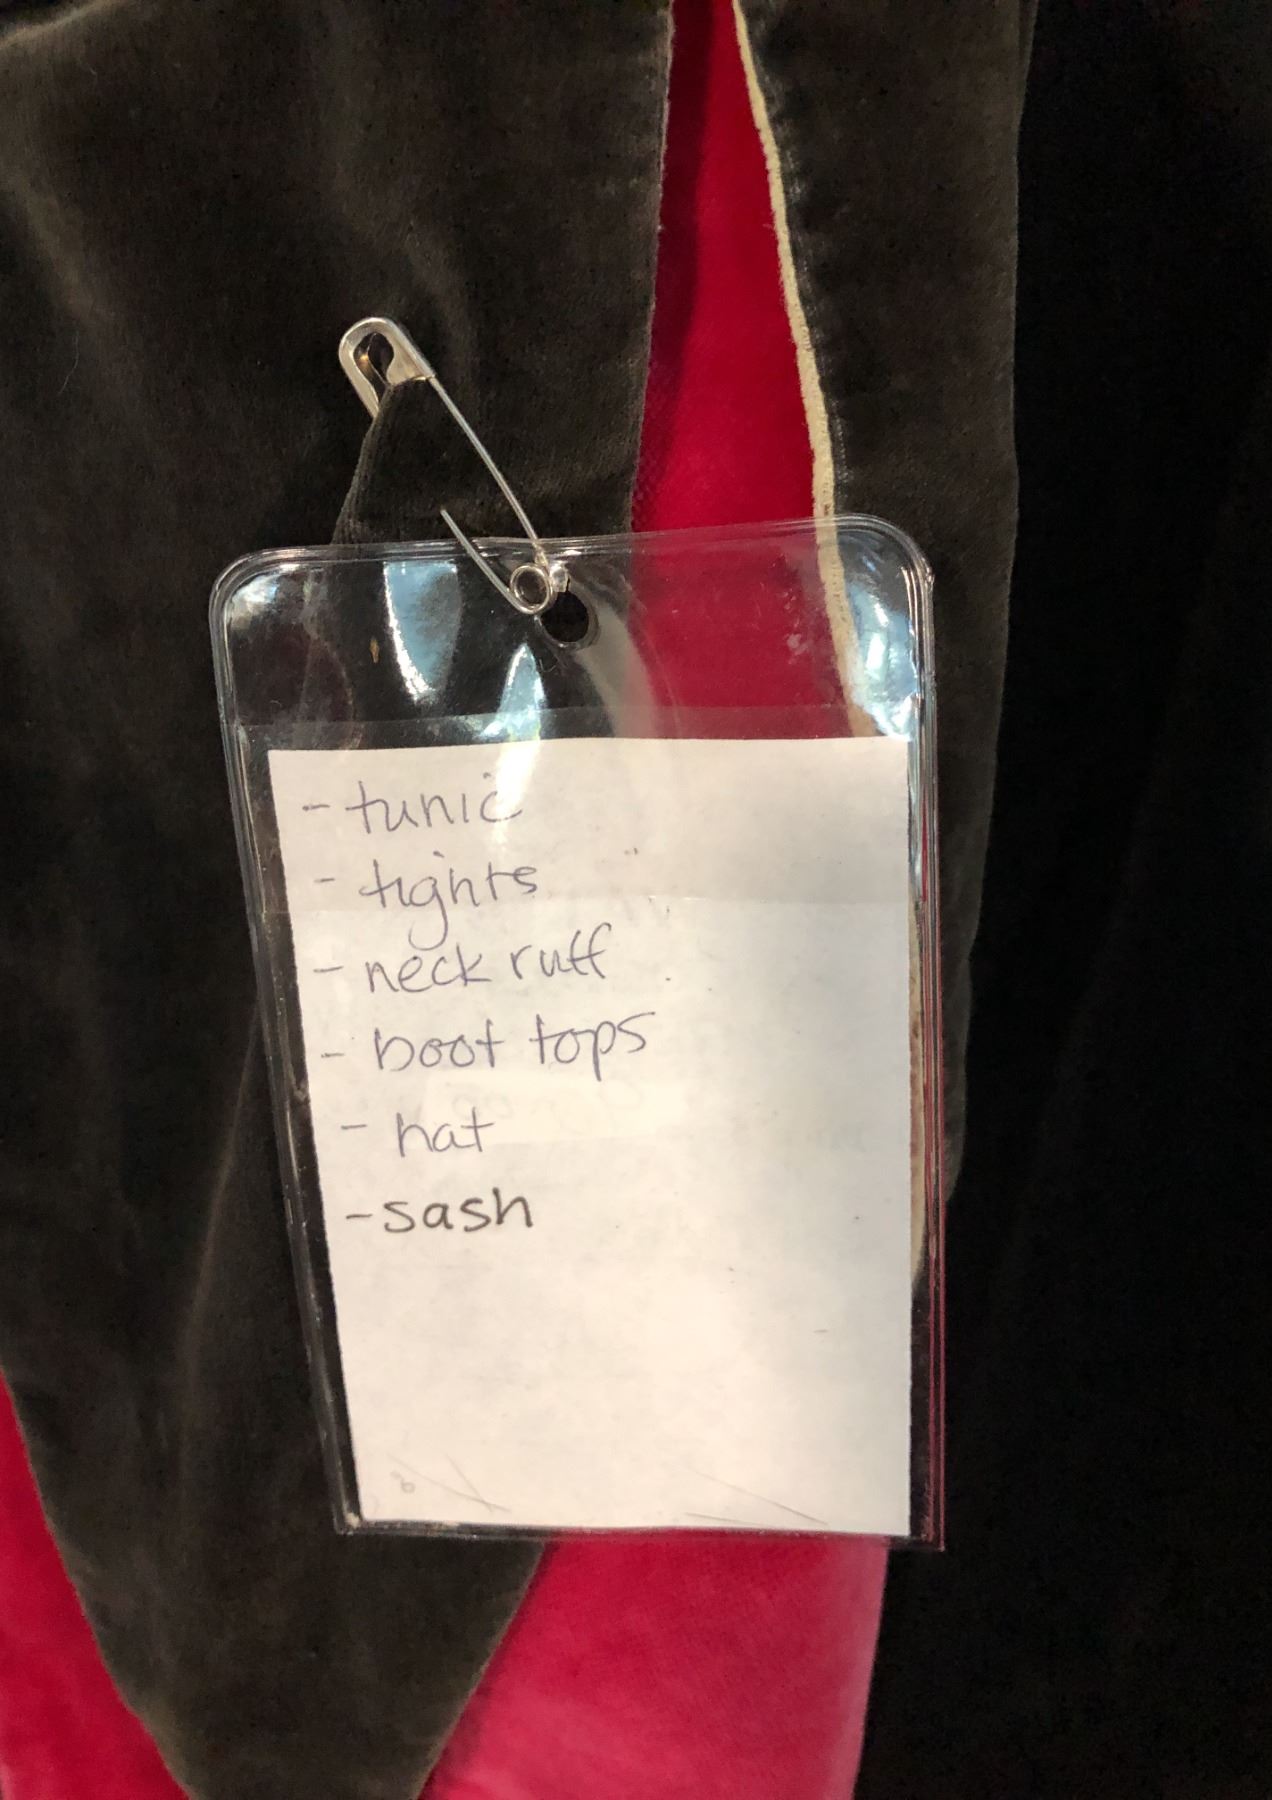 - tunic
- tights
- neck ruff
- boot tops
- hat
- sash